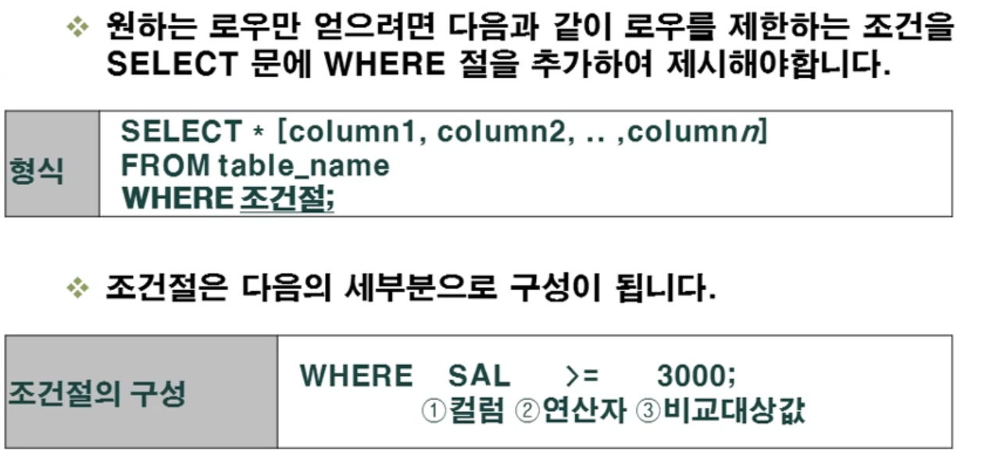 ❖ 원하는 로우만 얻으려면 다음과 같이 로우를 제한하는 조건을
SELECT 문에 WHERE 절을 추가하여 제시해야합니다.
형식
SELECT * [column1, column2, .. ,columnn]
FROM table_name
WHERE 조건절;
❖ 조건절은 다음의 세부분으로 구성이 됩니다.
조건절의 구성
WHERE SAL >= 3000;
①컬럼 ②연산자 ③비교대상값